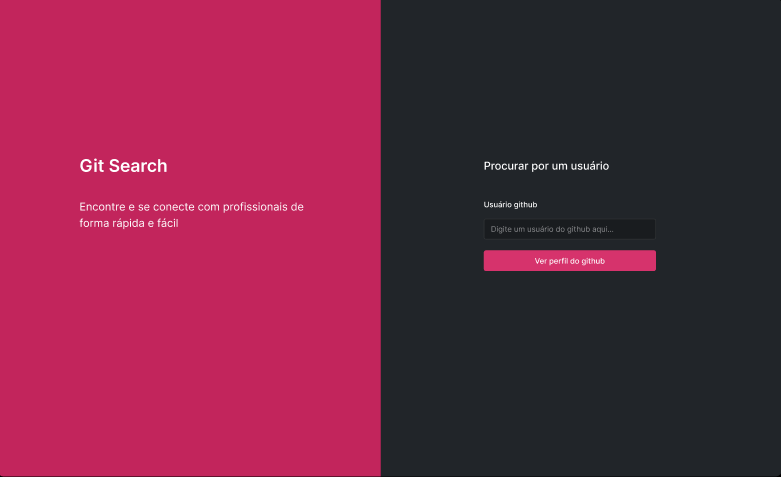 Git Search
Encontre e se conecte com profissionais de
forma rápida e fácil
Procurar por um usuário
Usuário github
Digite um usuário do github aqui...
Ver perfil do github